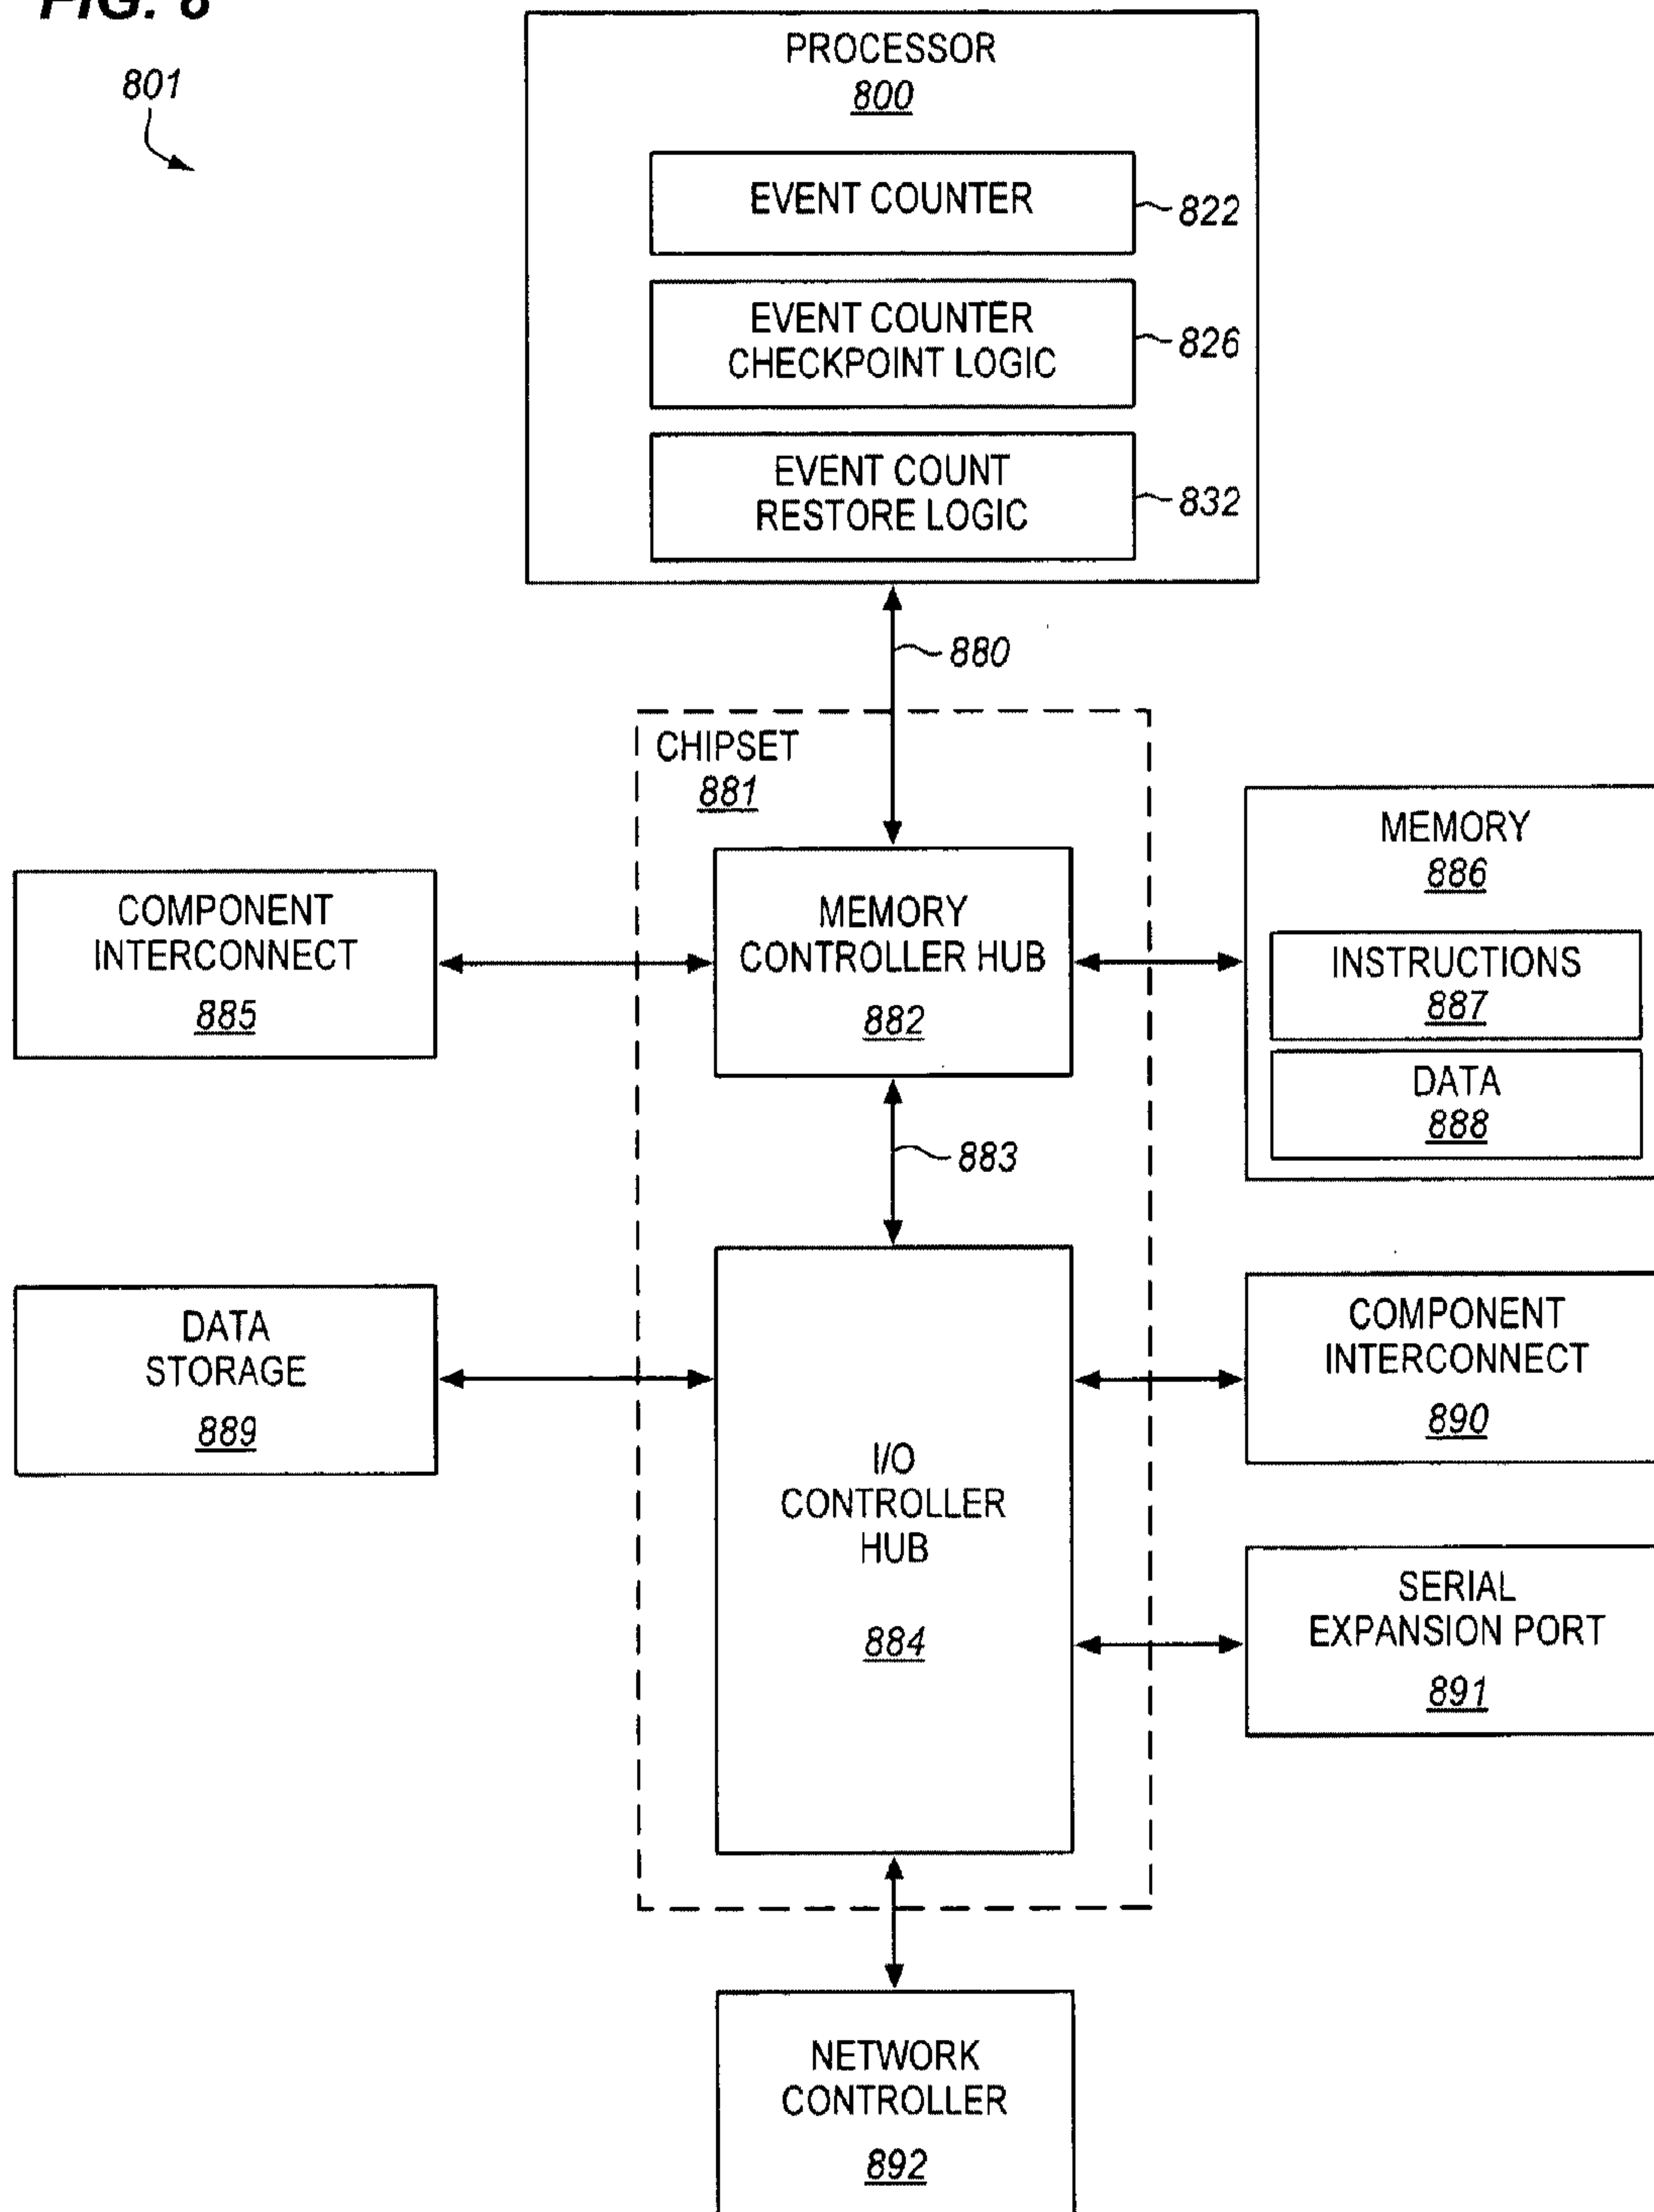 FIG. 8
801
PROCESSOR
800
EVENT COUNTER
822
EVENT COUNTER
CHECKPOINT LOGIC
826
EVENT COUNT
RESTORE LOGIC
832
880
CHIPSET
881
MEMORY
CONTROLLER HUB
882
COMPONENT
INTERCONNECT
885
MEMORY
886
INSTRUCTIONS
887
DATA
888
883
DATA
STORAGE
889
I/O
CONTROLLER
HUB
884
COMPONENT
INTERCONNECT
890
SERIAL
EXPANSION PORT
891
NETWORK
CONTROLLER
892